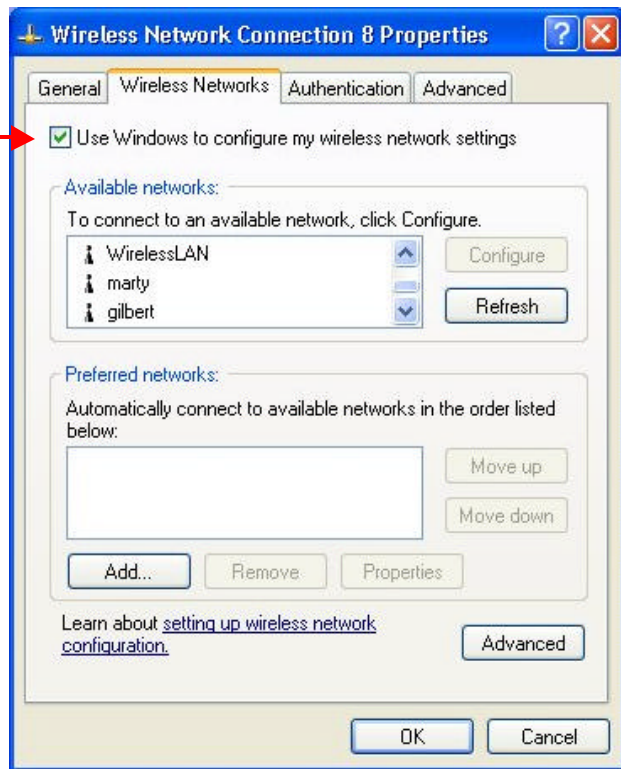 Wireless Network Connection 8 Properties
General Wireless Networks Authentication Advanced
Use Windows to configure my wireless network settings
Available networks:
To connect to an available network, click Configure.
WirelessLAN
marty
gilbert
Configure
Refresh
Preferred networks:
Automatically connect to available networks in the order listed
below:
Move up
Move down
Add... Remove Properties
Learn about setting up wireless network
configuration.
Advanced
OK Cancel